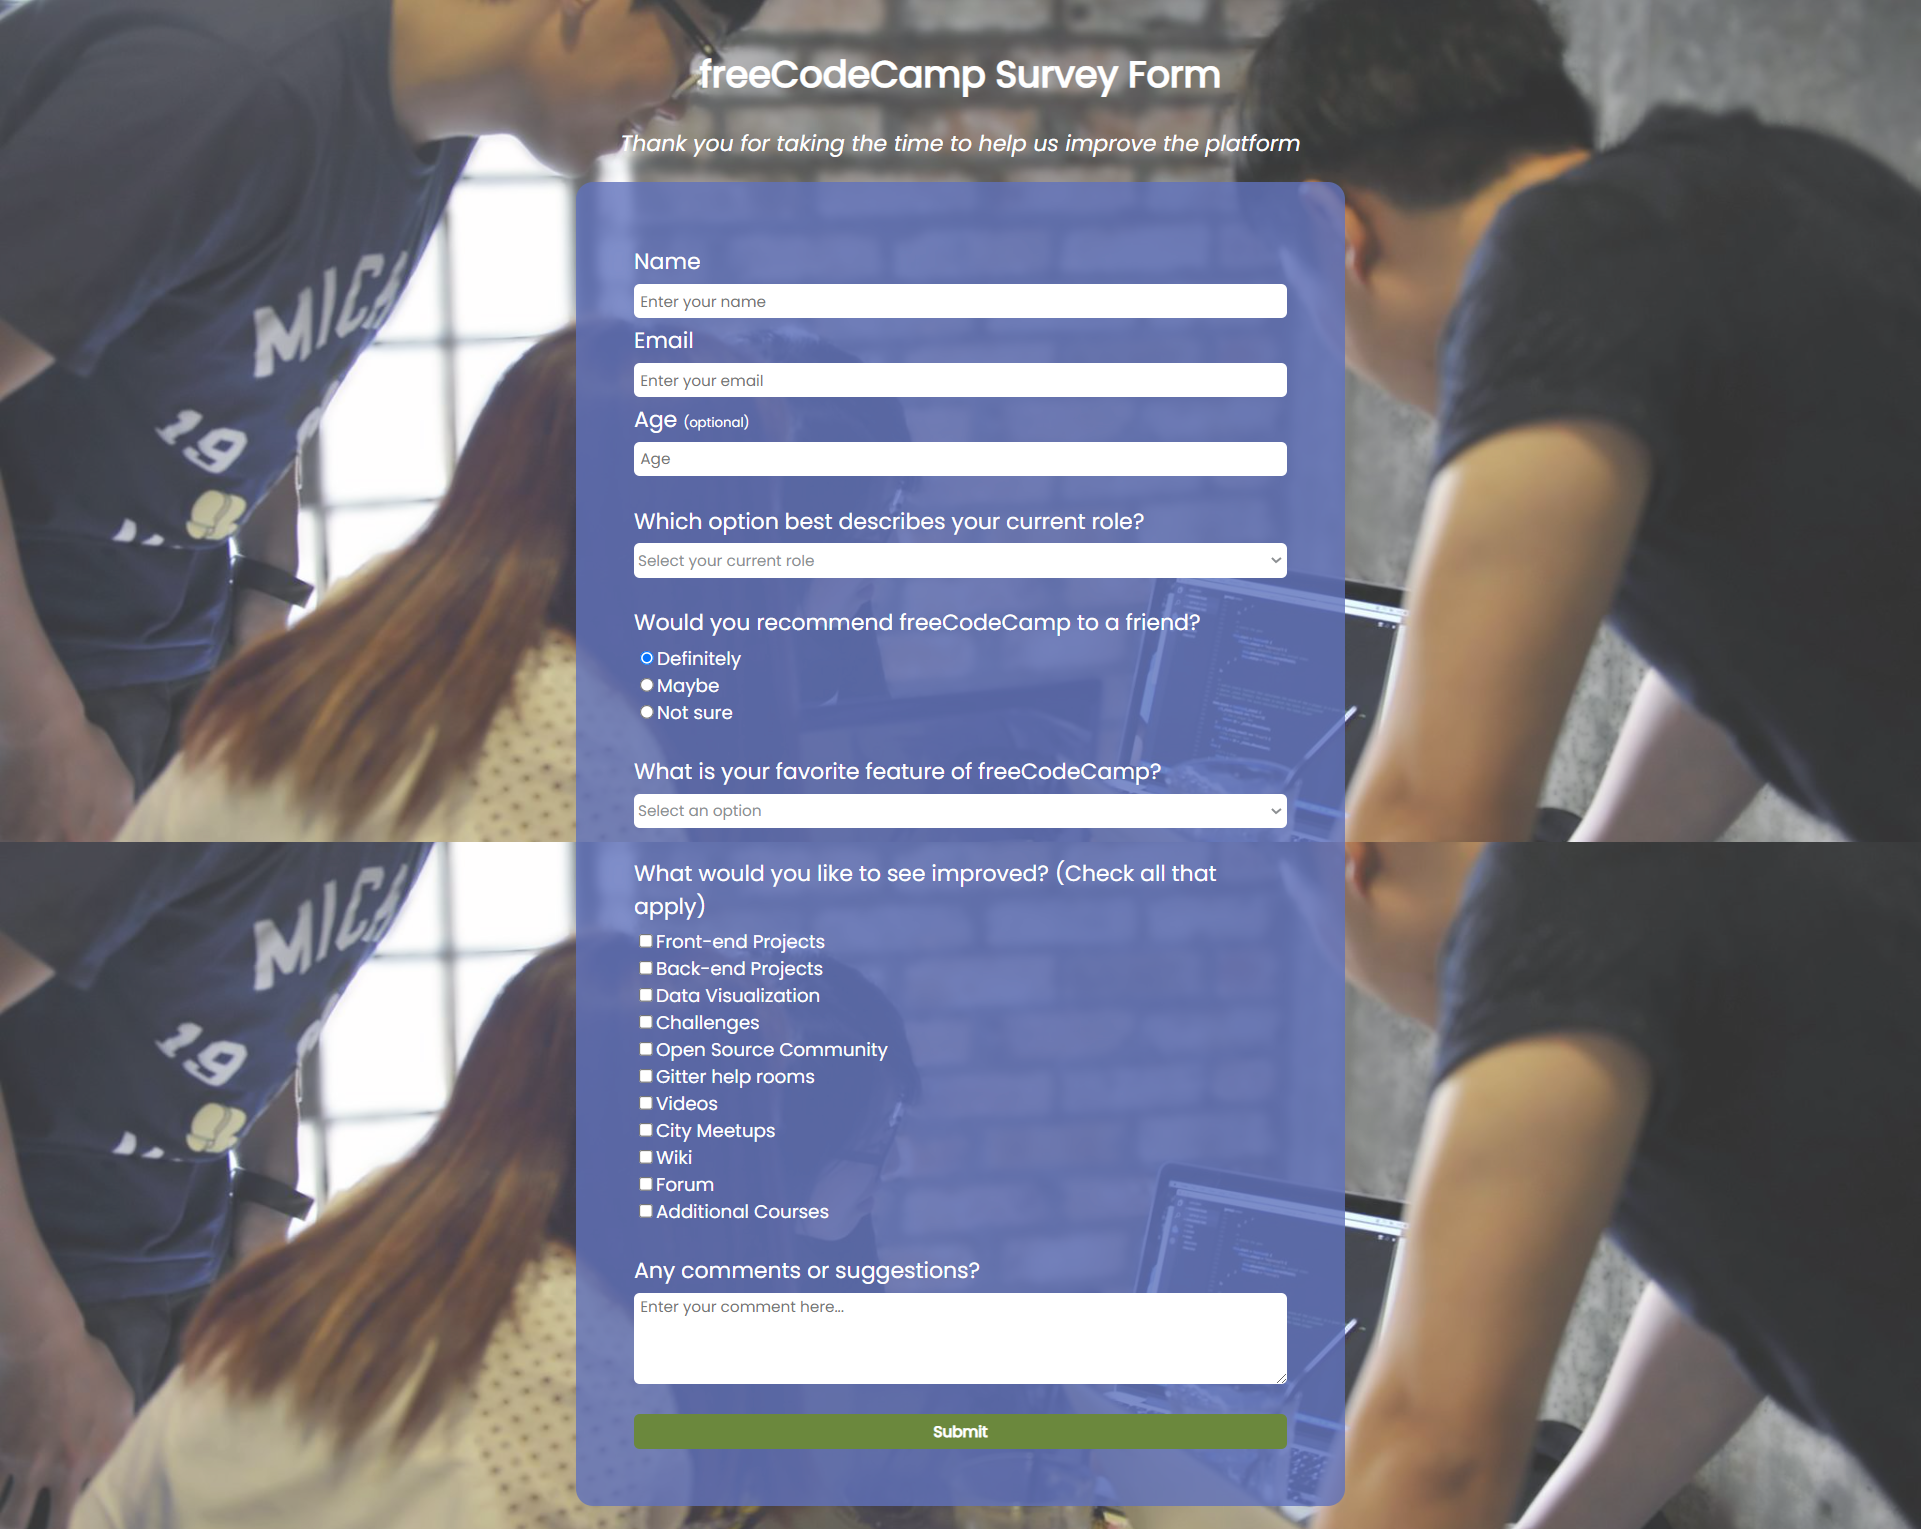 freeCodeCamp Survey Form
Thank you for taking the time to help us improve the platform
Name
Enter your name
Email
Enter your email
Age (optional)
Age
Which option best describes your current role?
Select your current role
Would you recommend freeCodeCamp to a friend?
Definitely
Maybe
Not sure
What is your favorite feature of freeCodeCamp?
Select an option
What would you like to see improved? (Check all that
apply)
Front-end Projects
Back-end Projects
Data Visualization
Challenges
Open Source Community
Gitter help rooms
Videos
City Meetups
Wiki
Forum
Additional Courses
Any comments or suggestions?
Enter your comment here...
Submit
MICH
19
MICH
19